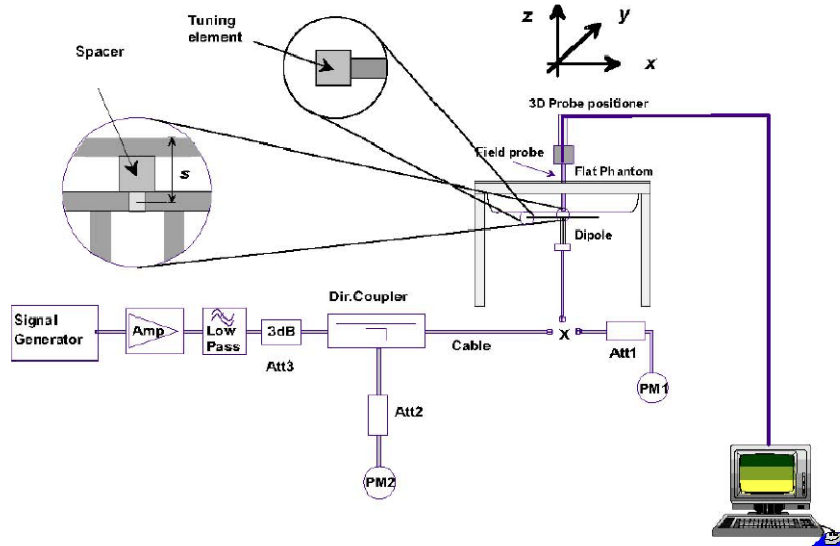 Tuning
element
Spacer
z
y
x
3D Probe positioner
Field probe
Flat Phantom
s
Dipole
Dir.Coupler
Signal
Generator
Amp
Low
Pass
3dB
Att3
Cable
x
Att1
PM1
Att2
PM2